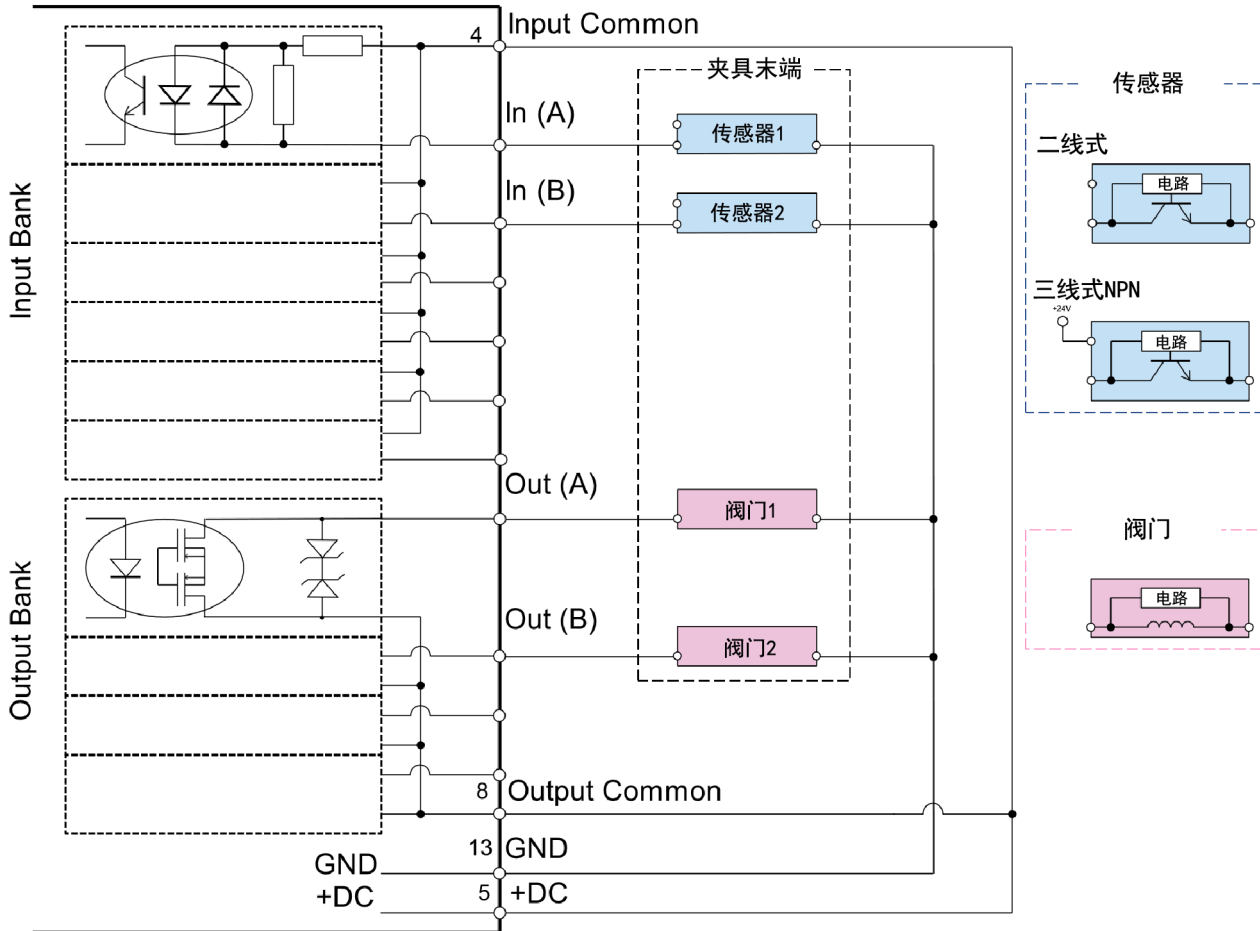 4 Input Common
夹具末端
传感器
In (A)
传感器1
二线式
电路
In (B)
传感器2
Input Bank
三线式NPN
+24V
电路
Out (A)
阀门1
阀门
电路
Out (B)
阀门2
Output Bank
8 Output Common
13 GND
GND
5 +DC
+DC